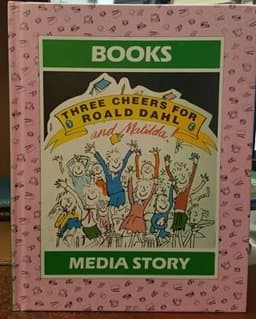 BOOKS
THREE CHEERS FOR
ROALD DAHL
and Matilda!
MEDIA STORY